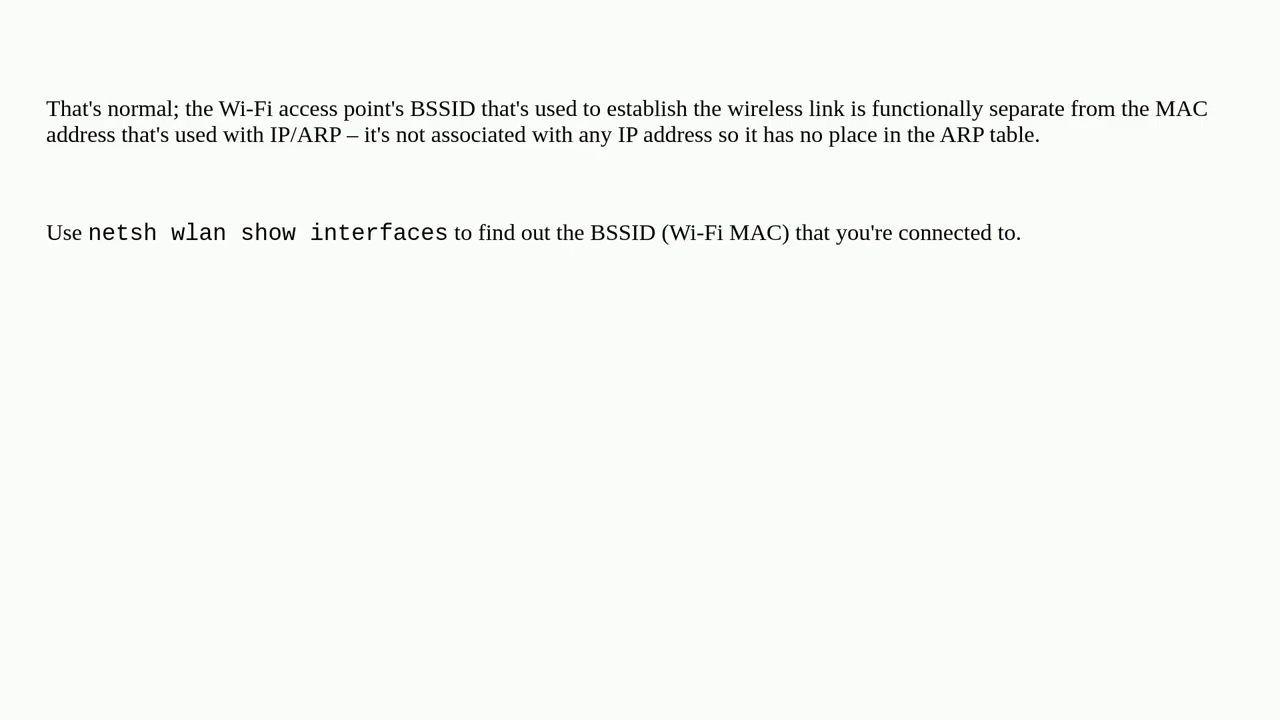 That's normal; the Wi-Fi access point's BSSID that's used to establish the wireless link is functionally separate from the MAC
address that's used with IP/ARP – it's not associated with any IP address so it has no place in the ARP table.
Use netsh wlan show interfaces to find out the BSSID (Wi-Fi MAC) that you're connected to.